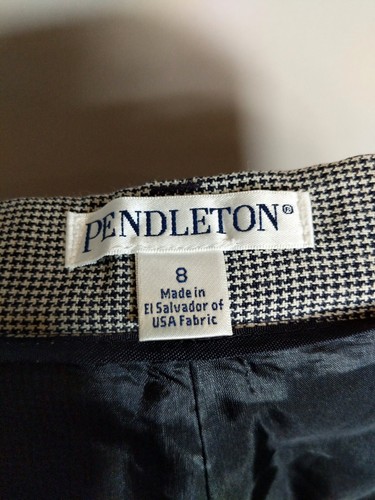 PENDLETON®
8
Made in
El Salvador of
USA Fabric